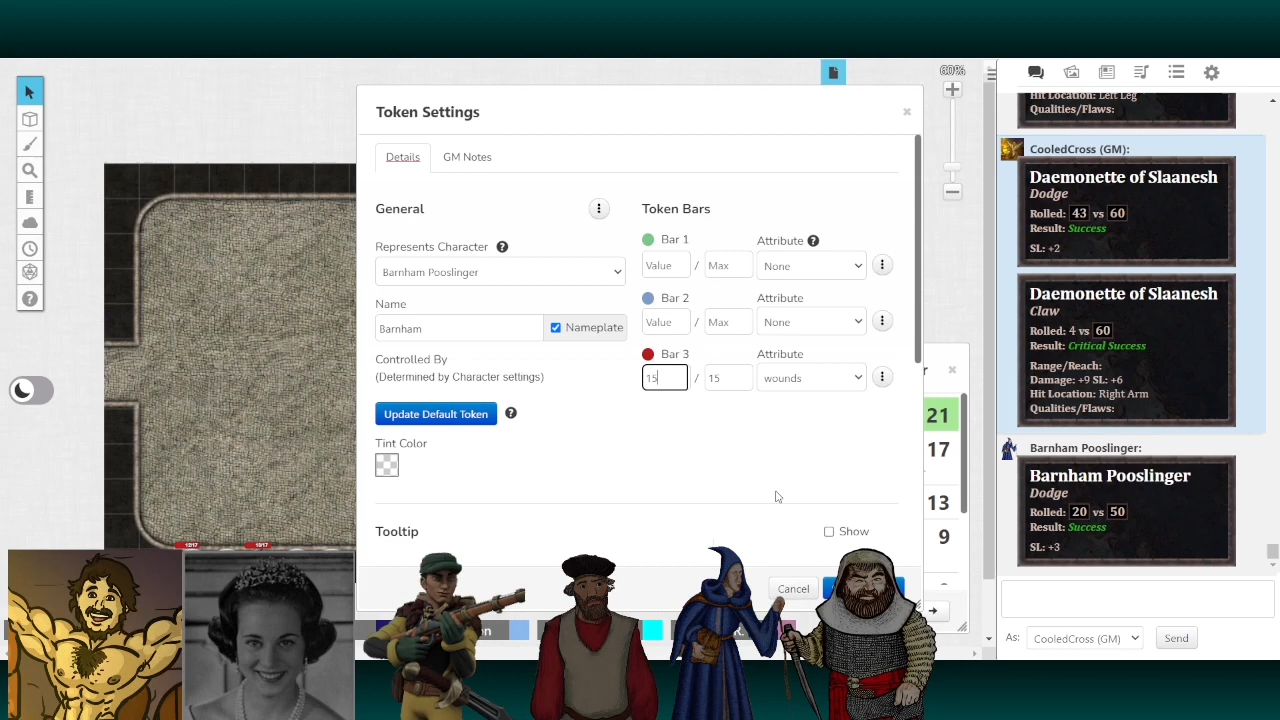 60%
Token Settings
×
Details
GM Notes
General
Represents Character ?
Barnham Pooslinger
Name
Barnham
Nameplate
Controlled By
(Determined by Character settings)
Update Default Token ?
Tint Color
Token Bars
Bar 1
Attribute ?
Value / Max
None
Bar 2
Attribute
Value / Max
None
Bar 3
Attribute
15 / 15
wounds
Tooltip
Show
Cancel
21
17
13
9
12/17
Hit Location: Left Leg
Qualities/Flaws:
CooledCross (GM):
Daemonette of Slaanesh
Dodge
Rolled: 43 vs 60
Result: Success
SL: +2
Daemonette of Slaanesh
Claw
Rolled: 4 vs 60
Result: Critical Success
Range/Reach:
Damage: +9 SL: +6
Hit Location: Right Arm
Qualities/Flaws:
Barnham Pooslinger:
Barnham Pooslinger
Dodge
Rolled: 20 vs 50
Result: Success
SL: +3
As:
CooledCross (GM)
Send